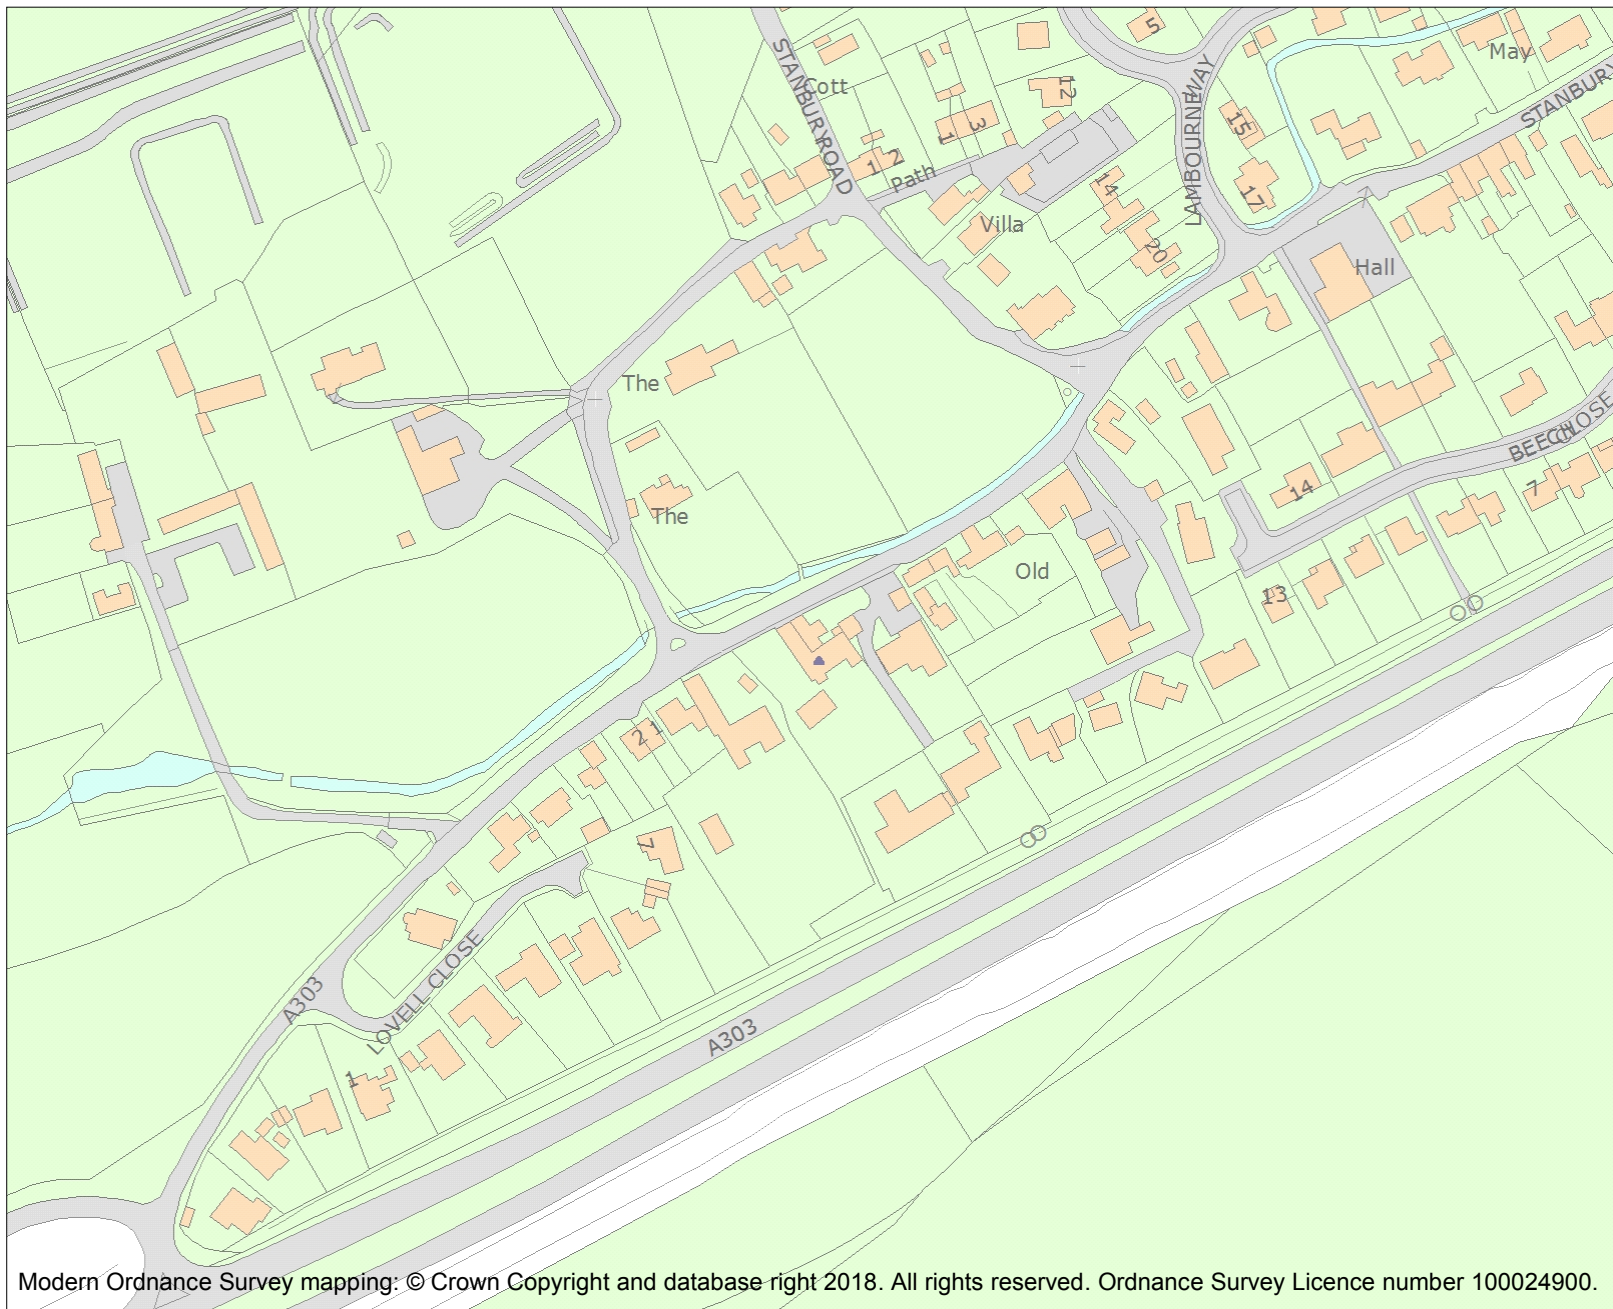 5
STANBURY ROAD
Cott
May
12
LAMBOURNE WAY
STANBURY
15
1
3
1
2
Path
14
17
Villa
20
Hall
The
BEECH CLOSE
14
7
The
Old
13
2 1
7
A303
LOVELL CLOSE
A303
1
Modern Ordnance Survey mapping: © Crown Copyright and database right 2018. All rights reserved. Ordnance Survey Licence number 100024900.